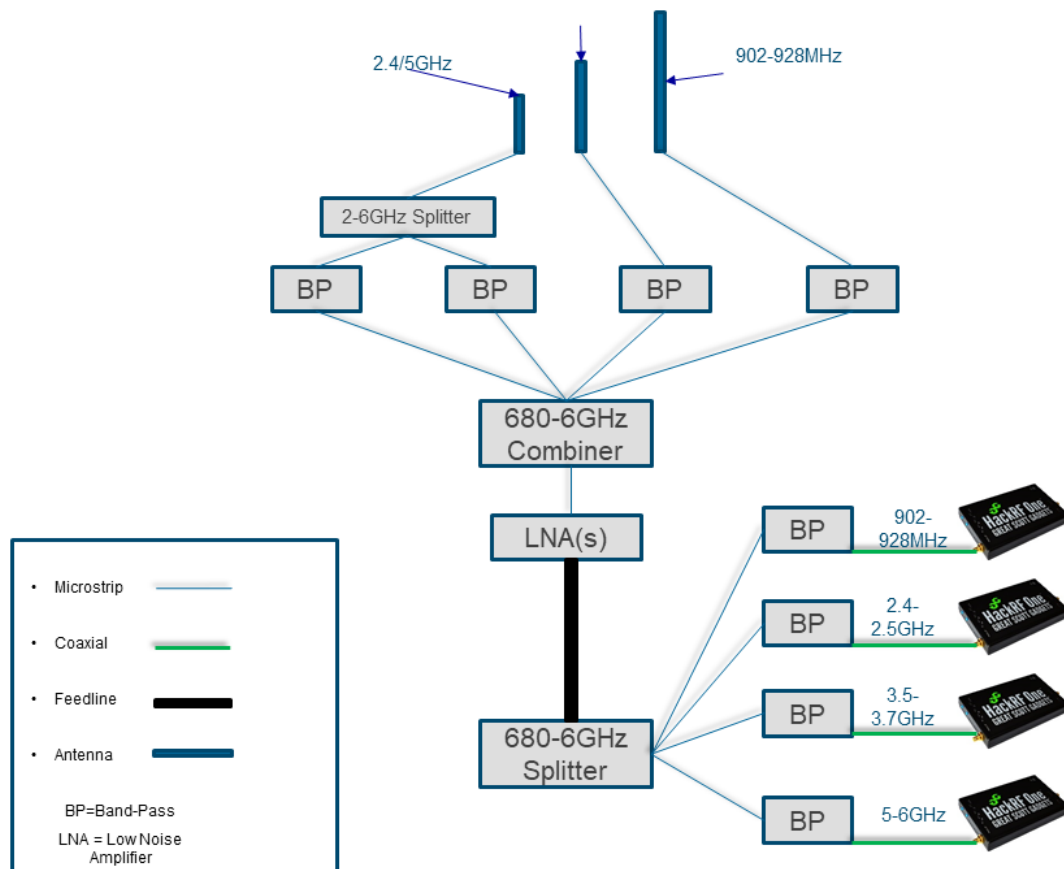 2.4/5GHz
902-928MHz
2-6GHz Splitter
BP
BP
BP
BP
680-6GHz
Combiner
LNA(s)
680-6GHz
Splitter
BP
902-
928MHz
HackRF One
GREAT SCOTT GADGETS
BP
2.4-
2.5GHz
HackRF One
GREAT SCOTT GADGETS
BP
3.5-
3.7GHz
HackRF One
GREAT SCOTT GADGETS
BP
5-6GHz
HackRF One
GREAT SCOTT GADGETS
• Microstrip
• Coaxial
• Feedline
• Antenna
BP=Band-Pass
LNA = Low Noise
Amplifier